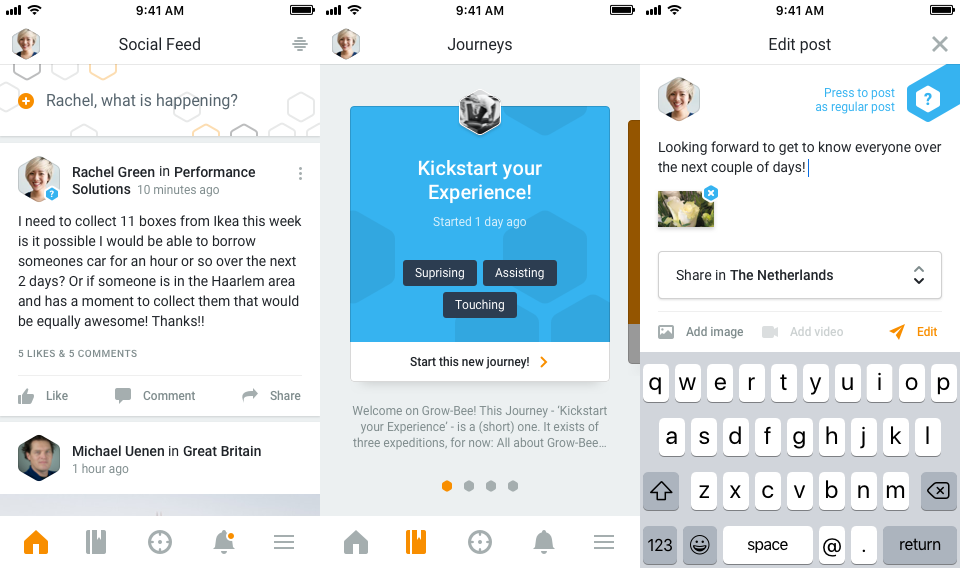 9:41 AM
Social Feed
Rachel, what is happening?
Rachel Green in Performance
Solutions 10 minutes ago
I need to collect 11 boxes from Ikea this week
is it possible I would be able to borrow
someones car for an hour or so over the next
2 days? Or if someone is in the Haarlem area
and has a moment to collect them that would
be equally awesome! Thanks!!
5 LIKES & 5 COMMENTS
Like Comment Share
Michael Uenen in Great Britain
1 hour ago
9:41 AM
Journeys
Kickstart your
Experience!
Started 1 day ago
Suprising Assisting
Touching
Start this new journey!
Welcome on Grow-Bee! This Journey - ‘Kickstart
your Experience’ - is a (short) one. It exists of
three expeditions, for now: All about Grow-Bee...
9:41 AM
Edit post
Press to post
as regular post
?
Looking forward to get to know everyone over
the next couple of days!
Share in The Netherlands
Add image Add video Edit
q w e r t y u i o p
a s d f g h j k l
z x c v b n m
123 space @ . return